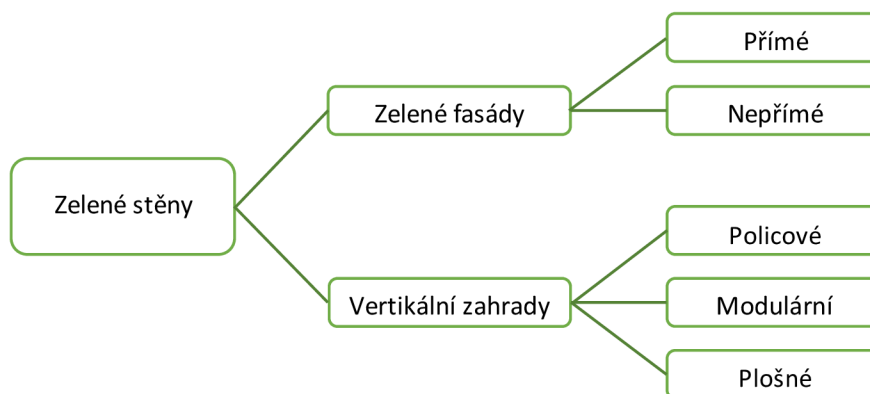 Zelené stěny
Zelené fasády
Přímé
Nepřímé
Vertikální zahrady
Policové
Modulární
Plošné